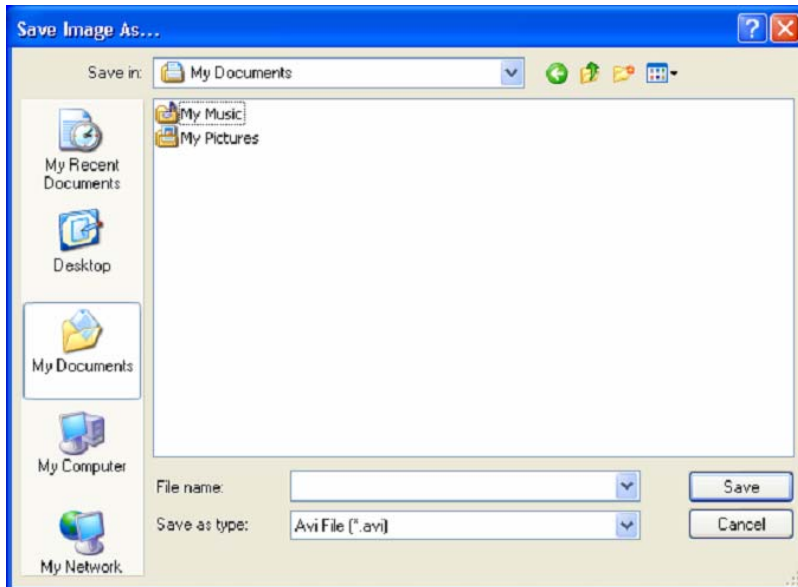 Save Image As...
Save in:
My Documents
My Music
My Pictures
My Recent
Documents
Desktop
My Documents
My Computer
My Network
File name:
Save
Save as type:
Avi File (*.avi)
Cancel